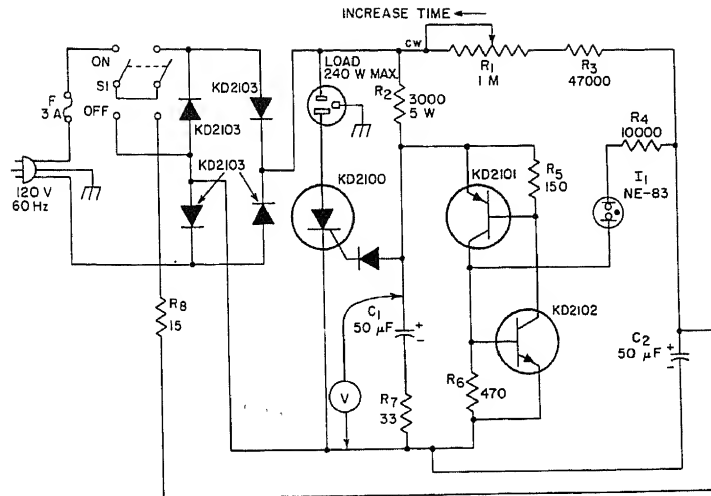 INCREASE TIME
ON
S1
OFF
F
3 A
120 V
60 Hz
KD2103
KD2103
KD2103
LOAD
240 W MAX.
R2
3000
5 W
CW
R1
1 M
R3
47000
R4
10000
I1
NE-83
KD2100
KD2101
R5
150
KD2102
R8
15
C1
50 µF
+
-
V
R7
33
R6
470
C2
50 µF
+
-